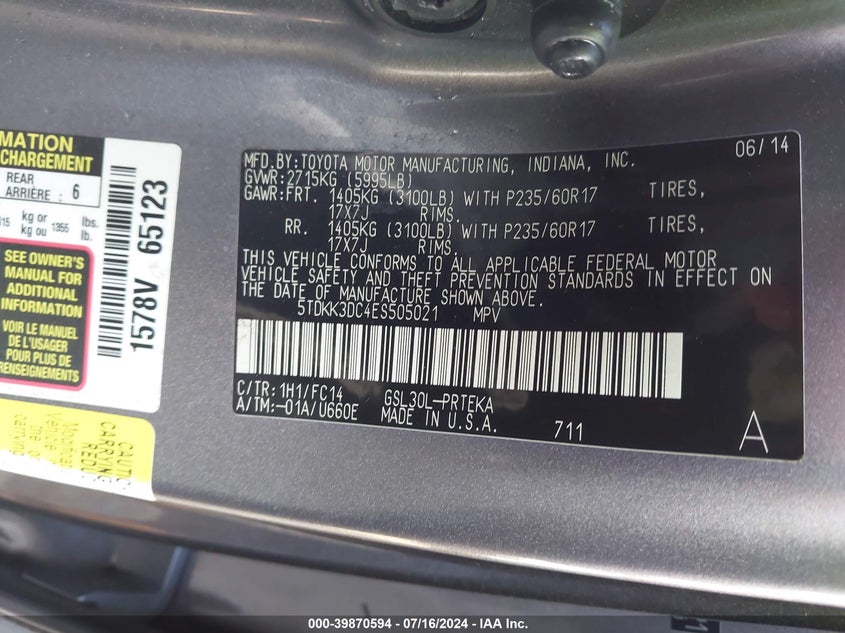 MATION
CHARGEMENT
REAR
ARRIÈRE : 6
kg or
kg ou 1355 lbs.
lb.
SEE OWNER'S
MANUAL FOR
ADDITIONAL
INFORMATION
VOIR LE MANUEL
DE L'USAGER
POUR PLUS DE
RENSEIGNEMENTS
1578V 65123
CARRYING
REDU
MFD.BY:TOYOTA MOTOR MANUFACTURING, INDIANA, INC. 06/14
GVWR:2715KG (5995LB)
GAWR:FRT. 1405KG (3100LB) WITH P235/60R17 TIRES,
17X7J RIMS.
RR. 1405KG (3100LB) WITH P235/60R17 TIRES,
17X7J RIMS.
THIS VEHICLE CONFORMS TO ALL APPLICABLE FEDERAL MOTOR
VEHICLE SAFETY AND THEFT PREVENTION STANDARDS IN EFFECT ON
THE DATE OF MANUFACTURE SHOWN ABOVE.
5TDKK3DC4ES505021 MPV
C/TR:1H1/FC14 GSL30L-PRTEKA
A/TM:-01A/U660E MADE IN U.S.A. 711 A
000-39870594 - 07/16/2024 - IAA Inc.